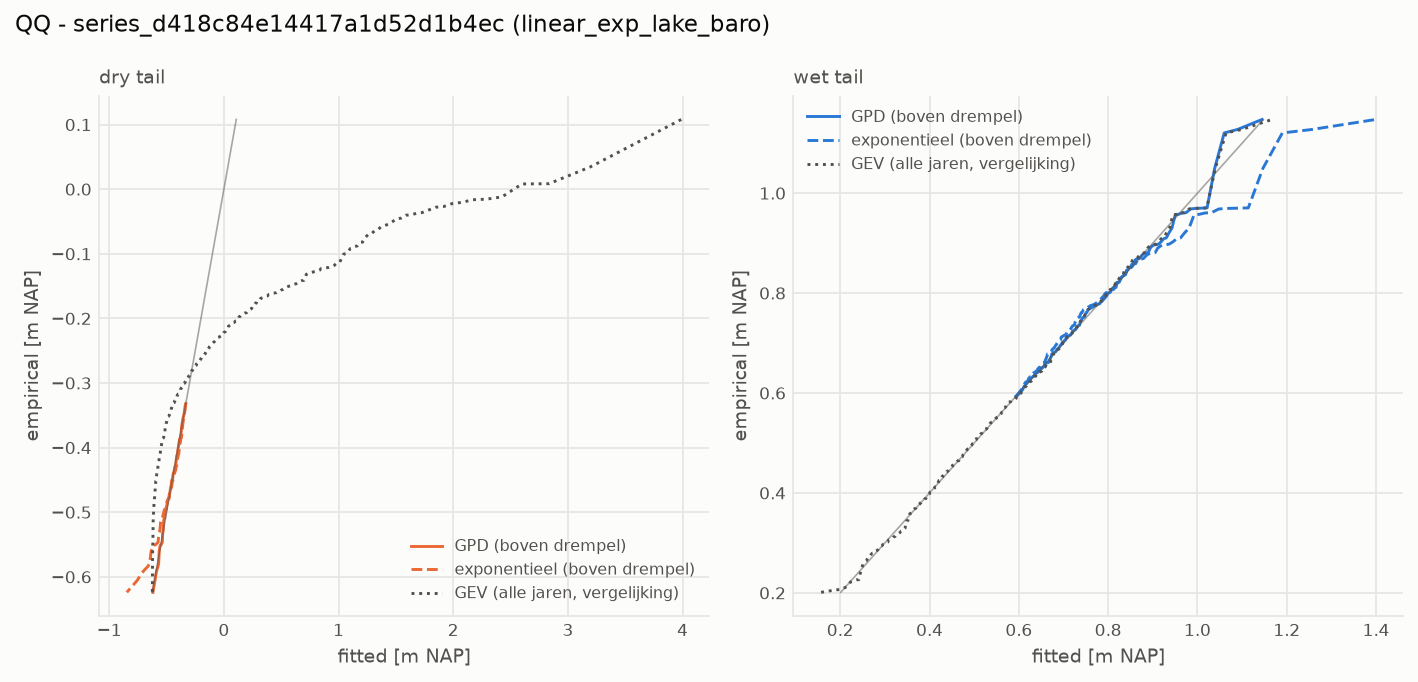 QQ - series_d418c84e14417a1d52d1b4ec (linear_exp_lake_baro)
dry tail
empirical [m NAP]
0.1
0.0
−0.1
−0.2
−0.3
−0.4
−0.5
−0.6
GPD (boven drempel)
exponentieel (boven drempel)
GEV (alle jaren, vergelijking)
−1 0 1 2 3 4
fitted [m NAP]
wet tail
GPD (boven drempel)
exponentieel (boven drempel)
GEV (alle jaren, vergelijking)
empirical [m NAP]
1.0
0.8
0.6
0.4
0.2
0.2 0.4 0.6 0.8 1.0 1.2 1.4
fitted [m NAP]